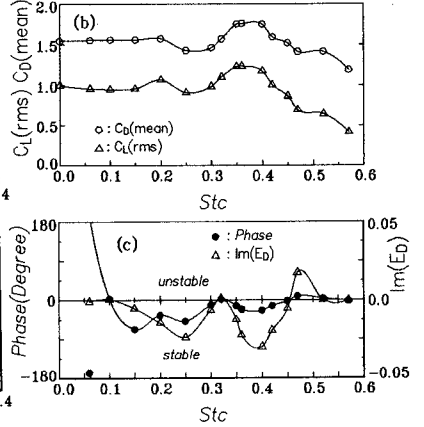 (b)
2.0
1.5
1.0
0.5
0.0
C_L(rms) C_D(mean)
○ : C_D(mean)
△ : C_L(rms)
0.0 0.1 0.2 0.3 0.4 0.5 0.6
Stc
4
(c)
180
0
-180
Phase(Degree)
● : Phase
△ : Im(E_D)
unstable
stable
0.05
0.0
-0.05
Im(E_D)
0.0 0.1 0.2 0.3 0.4 0.5 0.6
Stc
.4